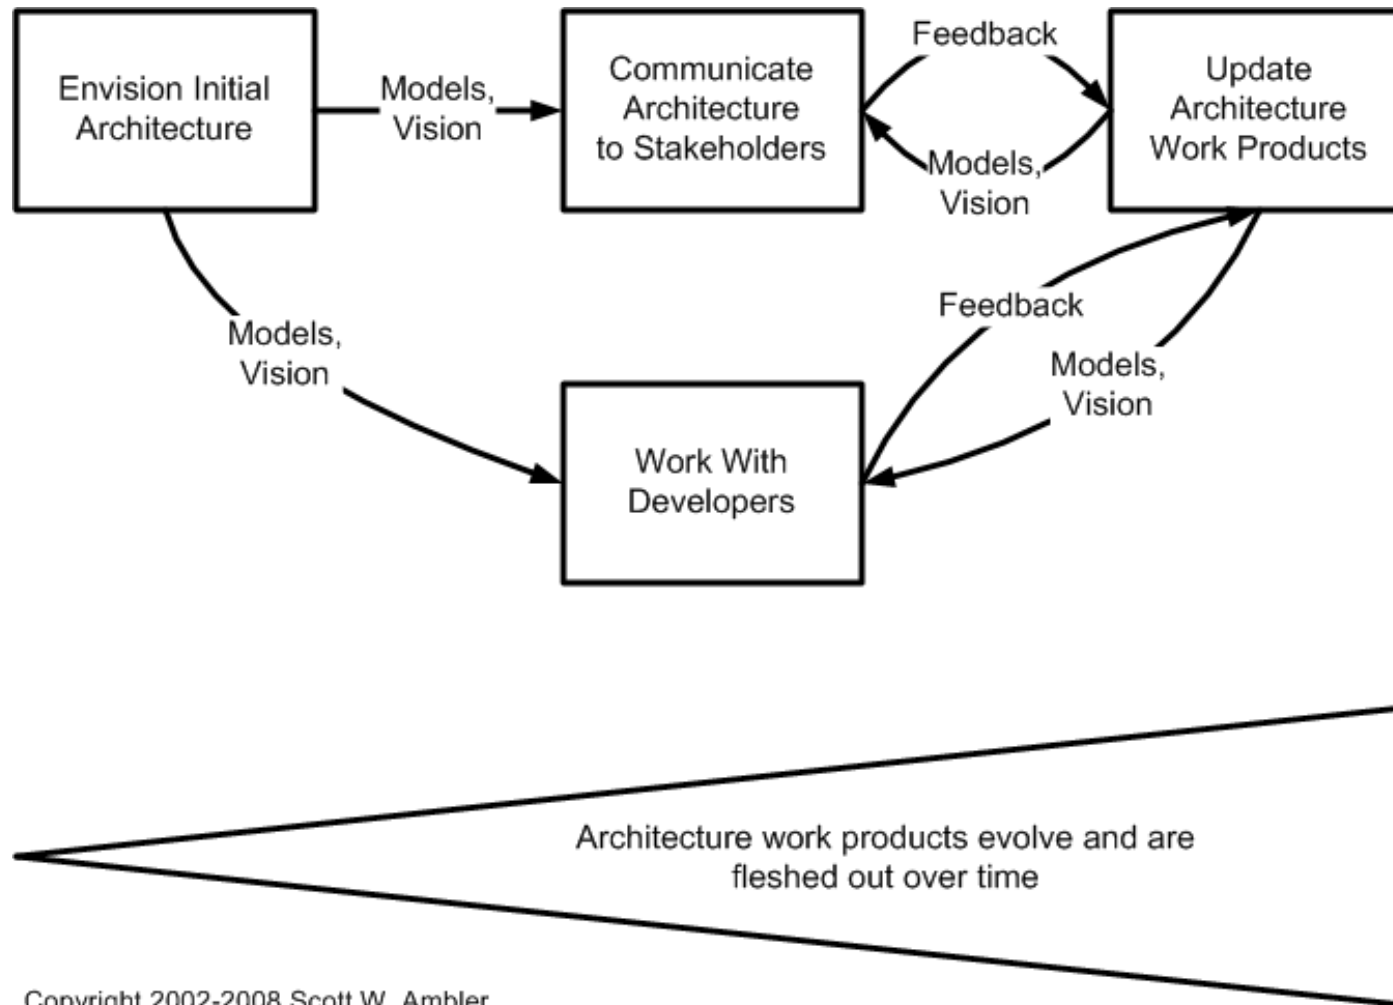 Envision Initial
Architecture
Models,
Vision
Communicate
Architecture
to Stakeholders
Feedback
Models,
Vision
Update
Architecture
Work Products
Models,
Vision
Work With
Developers
Feedback
Models,
Vision
Architecture work products evolve and are
fleshed out over time
Copyright 2002-2008 Scott W. Ambler